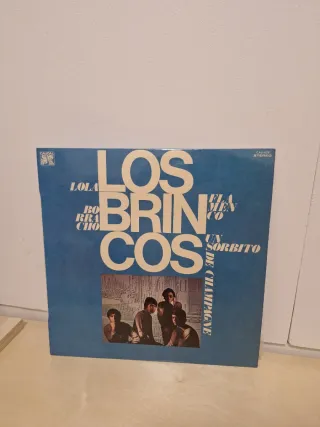 LOS
BRIN
COS
LOLA
BO
RRA
CHO
FLA
MEN
CO
UN
SORBITO
DE CHAMPAGNE